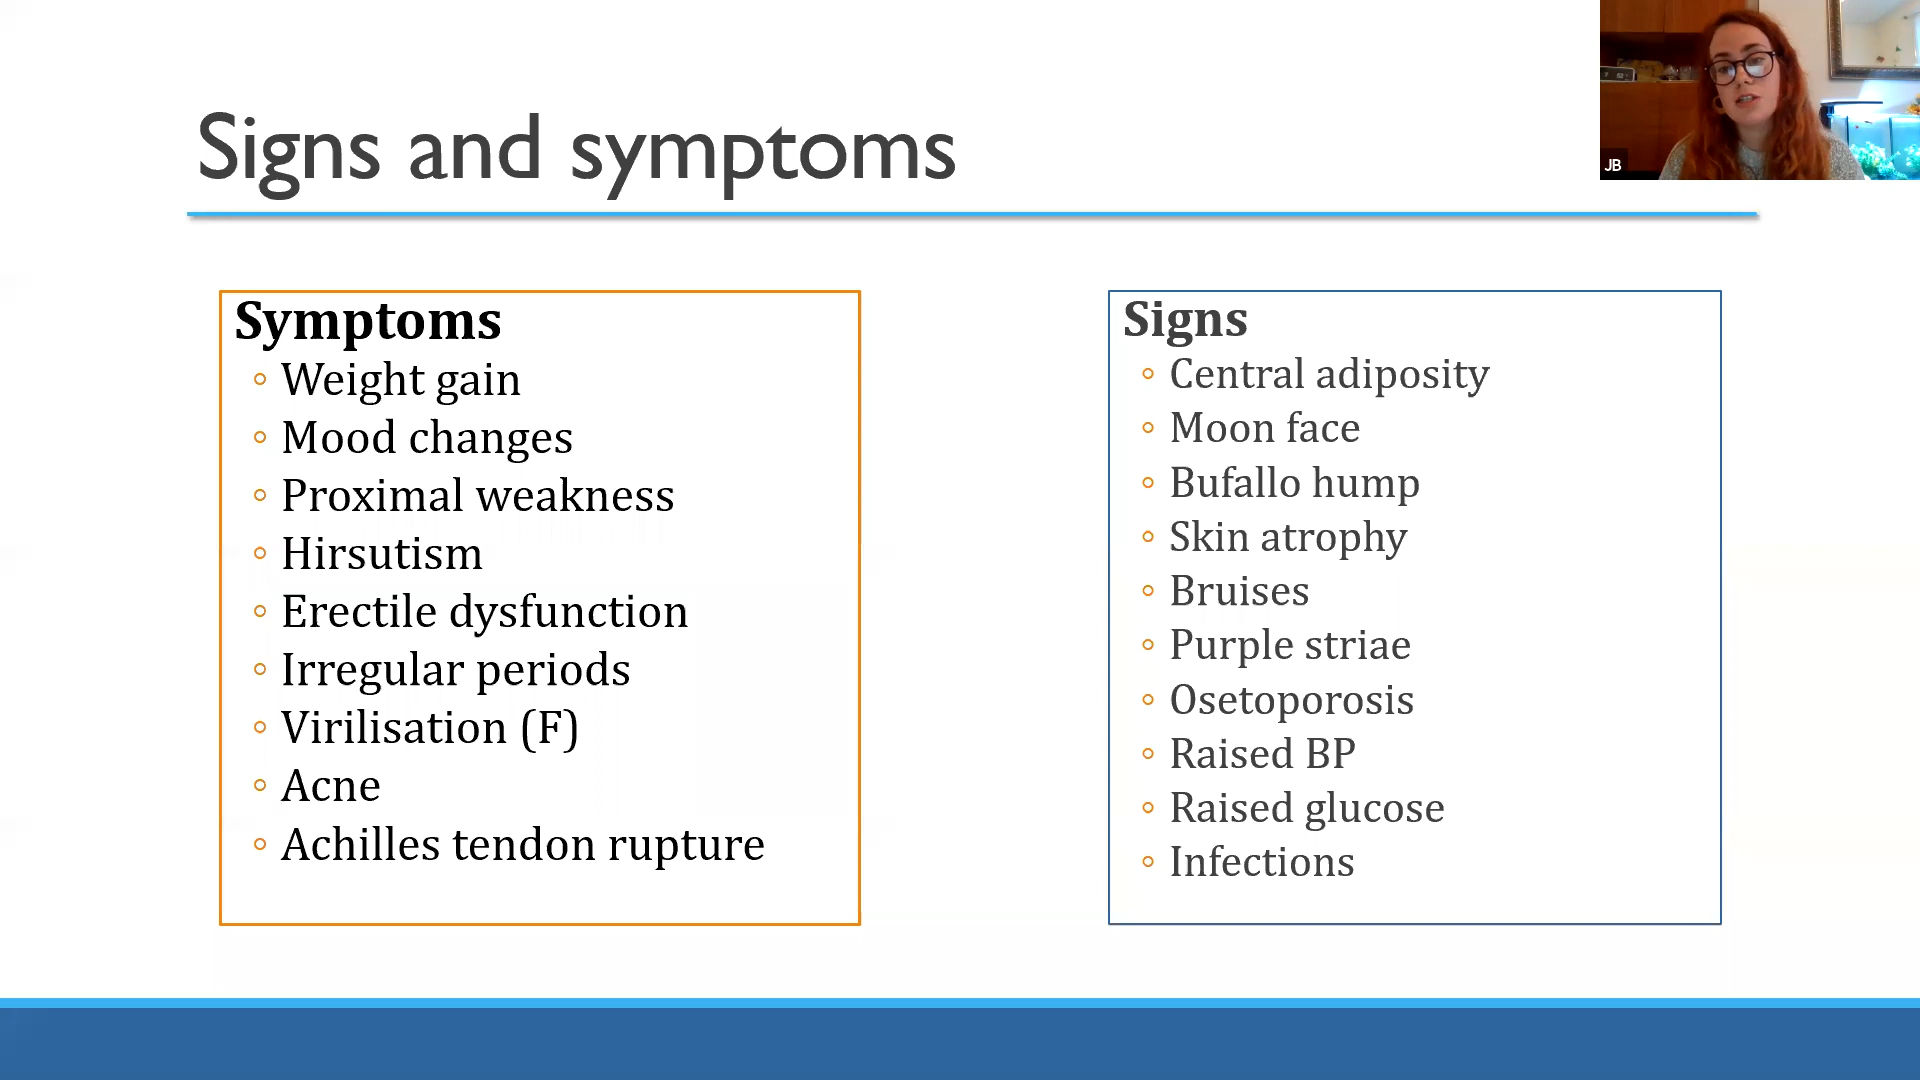 Signs and symptoms
JB
Symptoms
◦ Weight gain
◦ Mood changes
◦ Proximal weakness
◦ Hirsutism
◦ Erectile dysfunction
◦ Irregular periods
◦ Virilisation (F)
◦ Acne
◦ Achilles tendon rupture
Signs
◦ Central adiposity
◦ Moon face
◦ Bufallo hump
◦ Skin atrophy
◦ Bruises
◦ Purple striae
◦ Osetoporosis
◦ Raised BP
◦ Raised glucose
◦ Infections